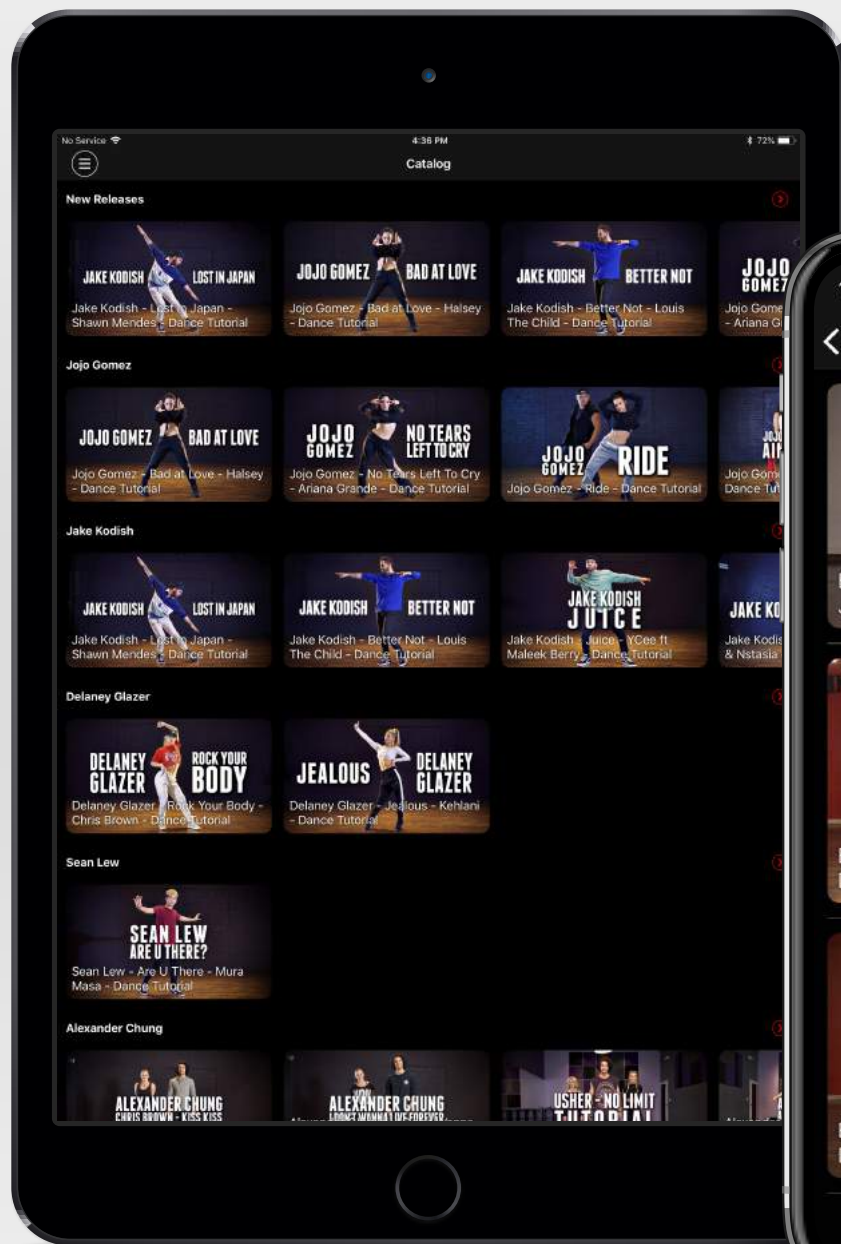 No Service 4:36 PM 72%
Catalog
New Releases
JAKE KODISH LOST IN JAPAN
Jake Kodish - Lost in Japan -
Shawn Mendes - Dance Tutorial
JOJO GOMEZ BAD AT LOVE
Jojo Gomez - Bad at Love - Halsey
- Dance Tutorial
JAKE KODISH BETTER NOT
Jake Kodish - Better Not - Louis
The Child - Dance Tutorial
JOJO
GOMEZ
Jojo Gome
- Ariana G
Jojo Gomez
JOJO GOMEZ BAD AT LOVE
Jojo Gomez - Bad at Love - Halsey
- Dance Tutorial
JOJO GOMEZ NO TEARS LEFT TO CRY
Jojo Gomez - No Tears Left To Cry
- Ariana Grande - Dance Tutorial
JOJO GOMEZ RIDE
Jojo Gomez - Ride - Dance Tutorial
Jojo Gom
Dance Tut
Jake Kodish
JAKE KODISH LOST IN JAPAN
Jake Kodish - Lost in Japan -
Shawn Mendes - Dance Tutorial
JAKE KODISH BETTER NOT
Jake Kodish - Better Not - Louis
The Child - Dance Tutorial
JAKE KODISH
JUICE
Jake Kodish - Juice - YCee ft
Maleek Berry - Dance Tutorial
JAKE KO
Jake Kodis
& Nstasia
Delaney Glazer
DELANEY GLAZER ROCK YOUR BODY
Delaney Glazer - Rock Your Body -
Chris Brown - Dance Tutorial
JEALOUS DELANEY GLAZER
Delaney Glazer - Jealous - Kehlani
- Dance Tutorial
Sean Lew
SEAN LEW
ARE U THERE?
Sean Lew - Are U There - Mura
Masa - Dance Tutorial
Alexander Chung
ALEXANDER CHUNG
CHRIS BROWN - KISS KISS
ALEXANDER CHUNG
I DON'T WANNA LIVE FOREVER
USHER - NO LIMIT
TUTORIAL